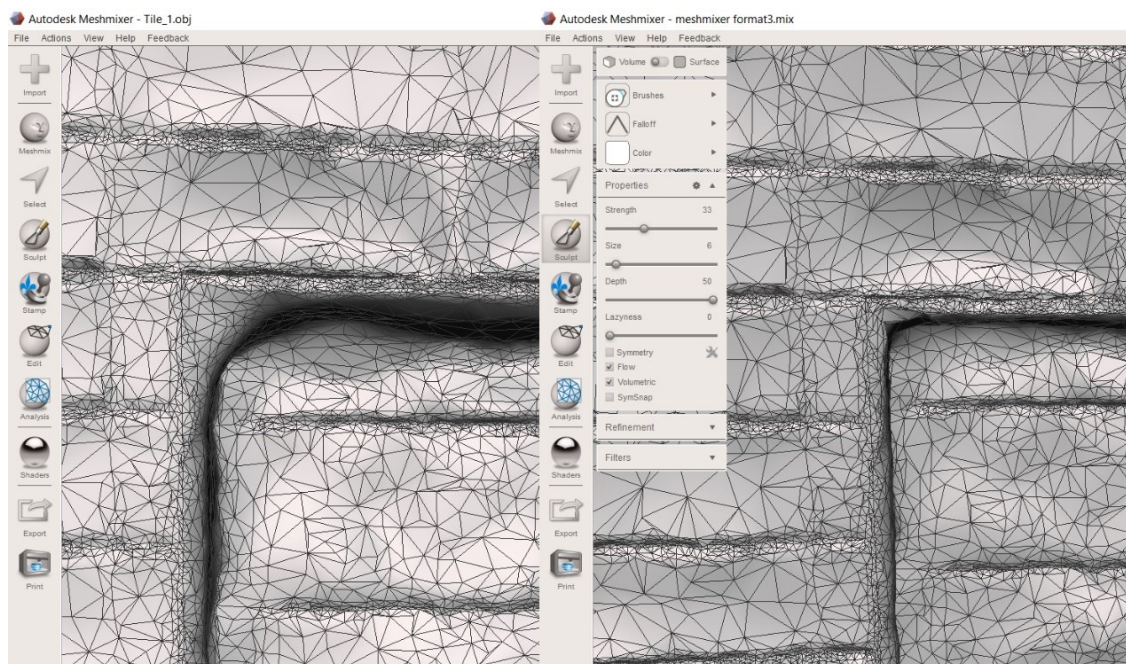 Autodesk Meshmixer - Tile_1.obj
File Actions View Help Feedback
Import
Meshmix
Select
Sculpt
Stamp
Edit
Analysis
Shaders
Export
Print
Autodesk Meshmixer - meshmixer format3.mix
File Actions View Help Feedback
Import
Meshmix
Select
Sculpt
Stamp
Edit
Analysis
Shaders
Export
Print
Volume Surface
Brushes
Falloff
Color
Properties
Strength 33
Size 6
Depth 50
Lazyness 0
Symmetry
Flow
Volumetric
SymSnap
Refinement
Filters